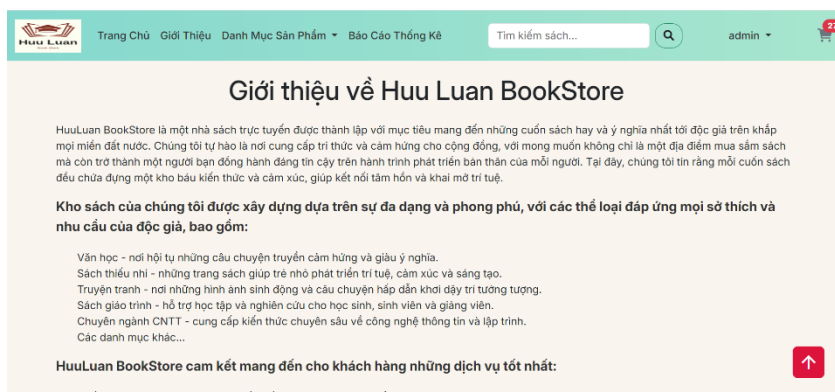 Huu Luan
Trang Chủ Giới Thiệu Danh Mục Sản Phẩm Báo Cáo Thống Kê Tìm kiếm sách... admin 27
Giới thiệu về Huu Luan BookStore
HuuLuan BookStore là một nhà sách trực tuyến được thành lập với mục tiêu mang đến những cuốn sách hay và ý nghĩa nhất tới độc giả trên khắp
mọi miền đất nước. Chúng tôi tự hào là nơi cung cấp tri thức và cảm hứng cho cộng đồng, với mong muốn không chỉ là một địa điểm mua sắm sách
mà còn trở thành một người bạn đồng hành đáng tin cậy trên hành trình phát triển bản thân của mỗi người. Tại đây, chúng tôi tin rằng mỗi cuốn sách
đều chứa đựng một kho báu kiến thức và cảm xúc, giúp kết nối tâm hồn và khai mở trí tuệ.
Kho sách của chúng tôi được xây dựng dựa trên sự đa dạng và phong phú, với các thể loại đáp ứng mọi sở thích và
nhu cầu của độc giả, bao gồm:
Văn học - nơi hội tụ những câu chuyện truyền cảm hứng và giàu ý nghĩa.
Sách thiếu nhi - những trang sách giúp trẻ nhỏ phát triển trí tuệ, cảm xúc và sáng tạo.
Truyện tranh - nơi những hình ảnh sinh động và câu chuyện hấp dẫn khơi dậy trí tưởng tượng.
Sách giáo trình - hỗ trợ học tập và nghiên cứu cho học sinh, sinh viên và giảng viên.
Chuyên ngành CNTT - cung cấp kiến thức chuyên sâu về công nghệ thông tin và lập trình.
Các danh mục khác...
HuuLuan BookStore cam kết mang đến cho khách hàng những dịch vụ tốt nhất: